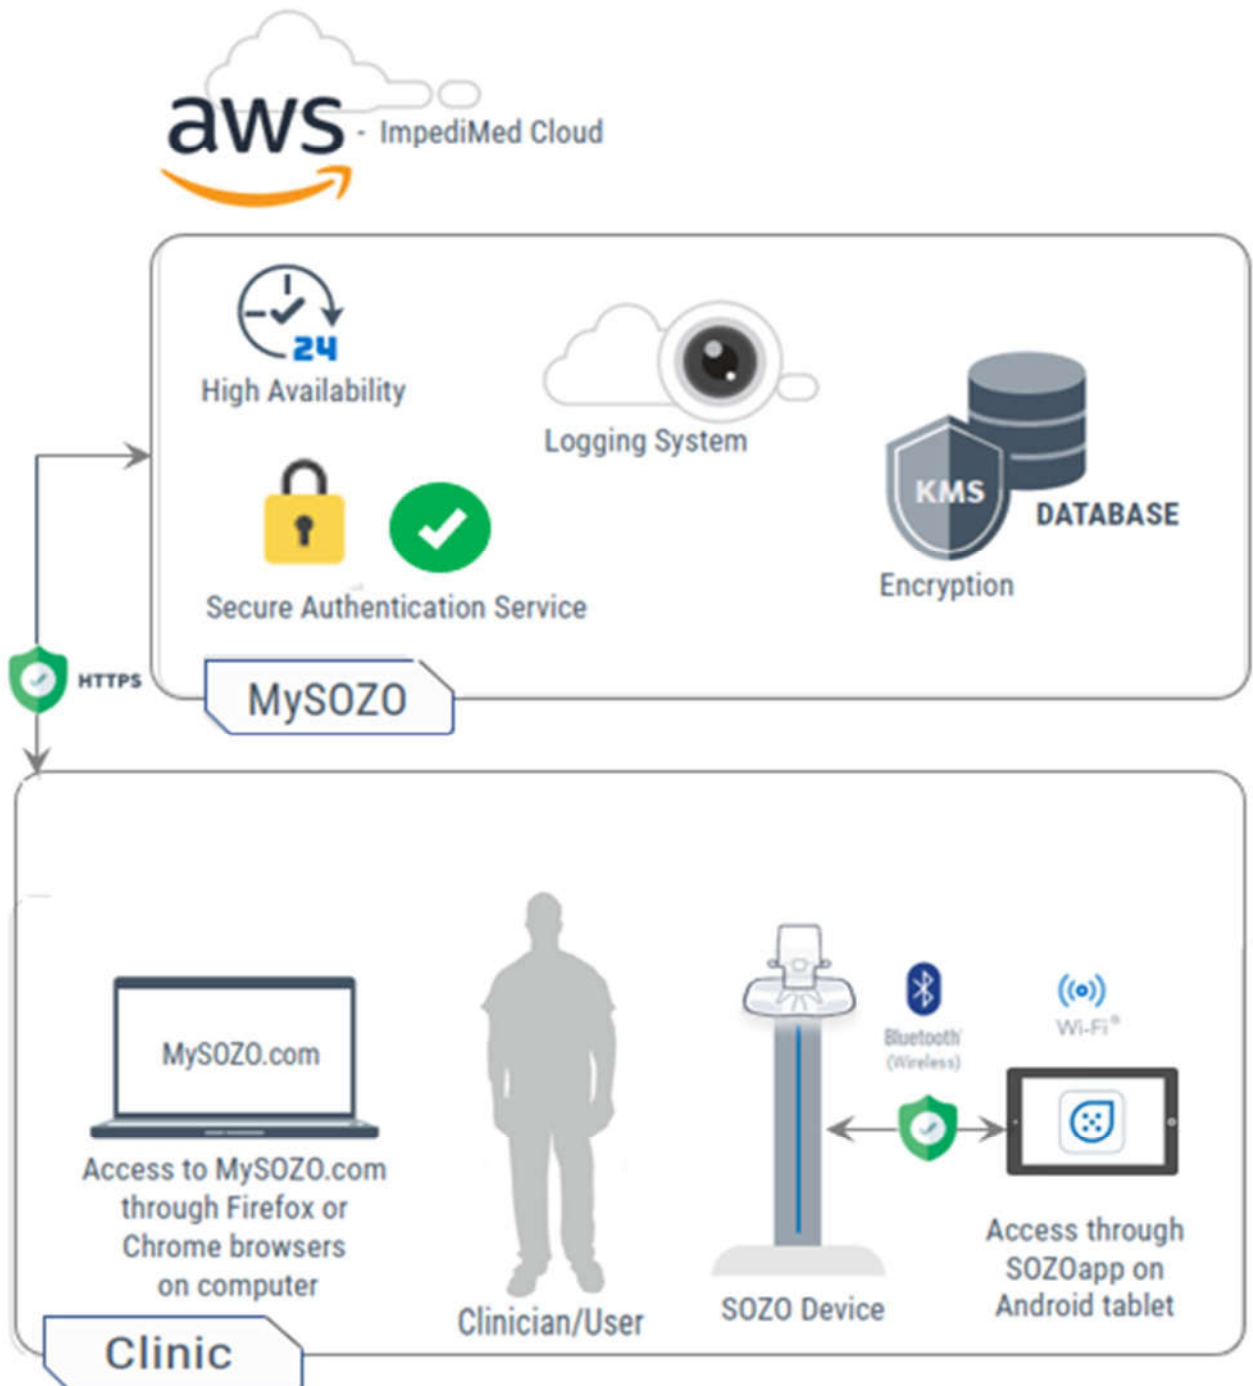 aws - ImpediMed Cloud
24
High Availability
Logging System
KMS
DATABASE
Encryption
Secure Authentication Service
HTTPS
MySOZO
MySOZO.com
Access to MySOZO.com
through Firefox or
Chrome browsers
on computer
Clinician/User
SOZO Device
Bluetooth
(Wireless)
Wi-Fi®
Access through
SOZOapp on
Android tablet
Clinic